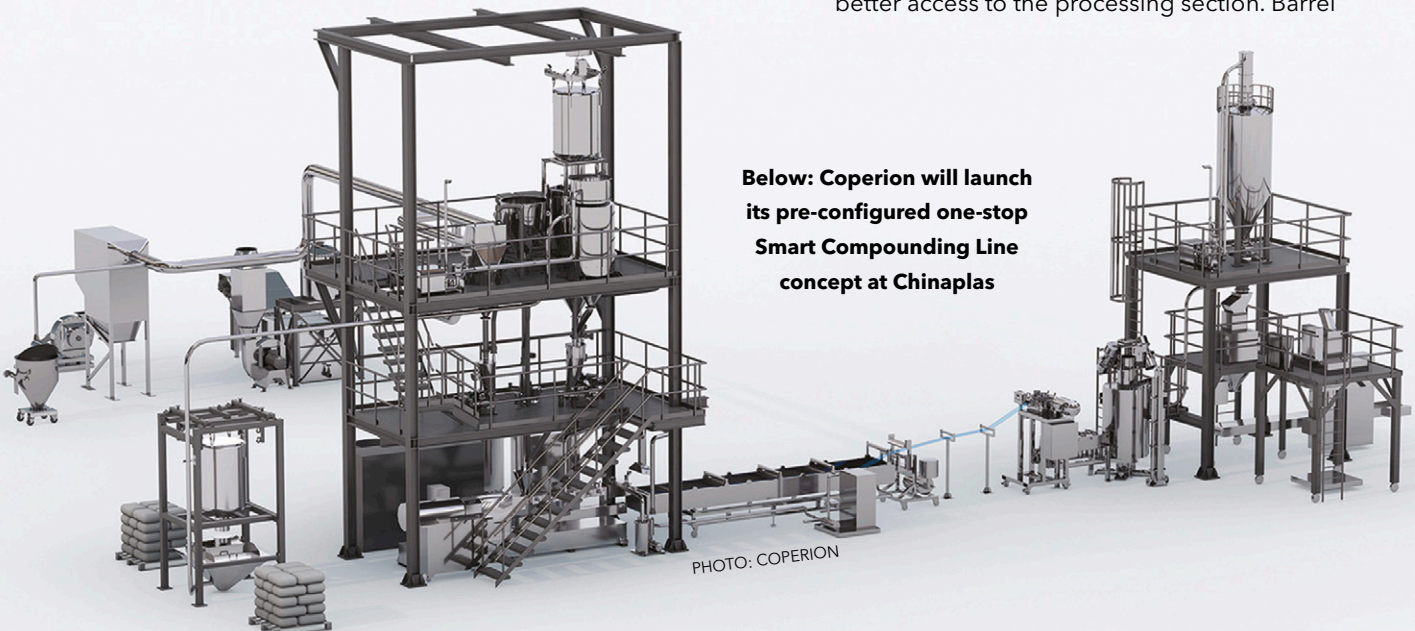 better access to the processing section. Barrel
Below: Coperion will launch
its pre-configured one-stop
Smart Compounding Line
concept at Chinaplas
PHOTO: COPERION